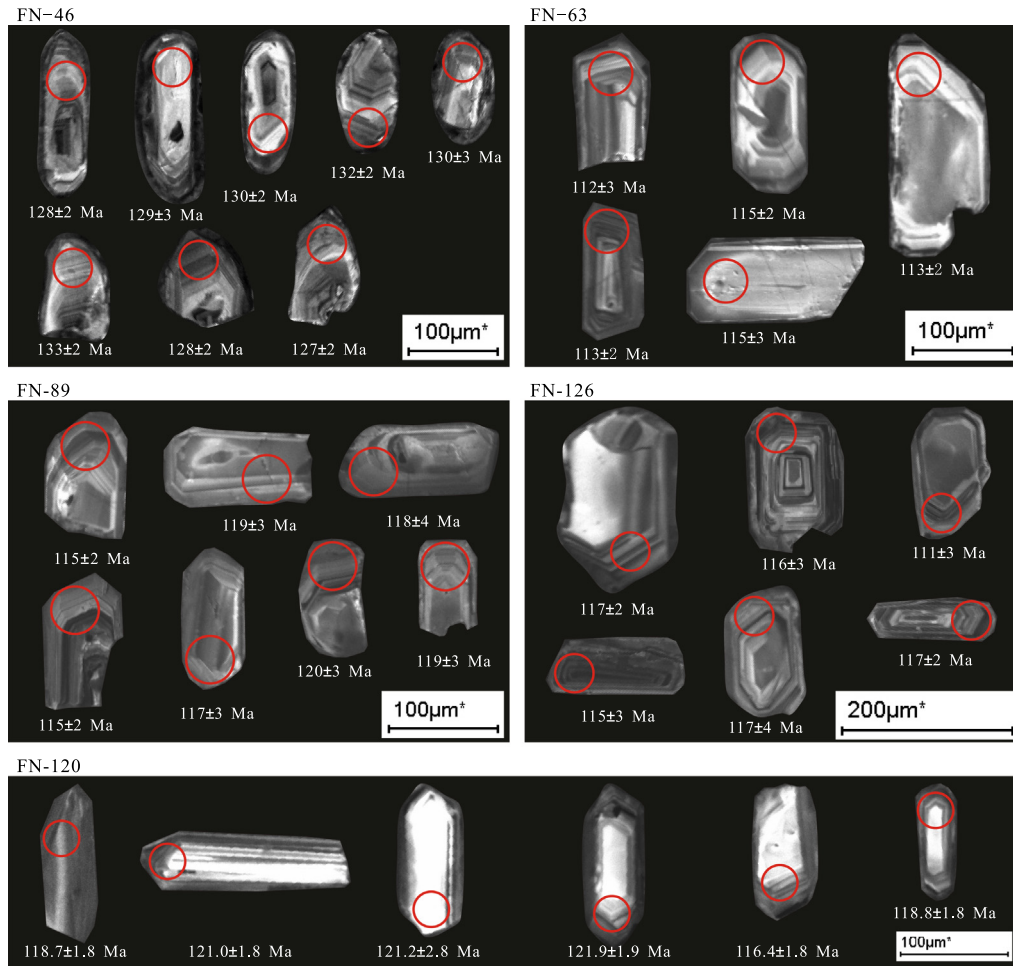 FN-46
128±2 Ma
129±3 Ma
130±2 Ma
132±2 Ma
130±3 Ma
133±2 Ma
128±2 Ma
127±2 Ma
100μm*
FN-63
112±3 Ma
115±2 Ma
113±2 Ma
113±2 Ma
115±3 Ma
100μm*
FN-89
115±2 Ma
119±3 Ma
118±4 Ma
115±2 Ma
117±3 Ma
120±3 Ma
119±3 Ma
100μm*
FN-126
117±2 Ma
116±3 Ma
111±3 Ma
115±3 Ma
117±4 Ma
117±2 Ma
200μm*
FN-120
118.7±1.8 Ma
121.0±1.8 Ma
121.2±2.8 Ma
121.9±1.9 Ma
116.4±1.8 Ma
118.8±1.8 Ma
100μm*